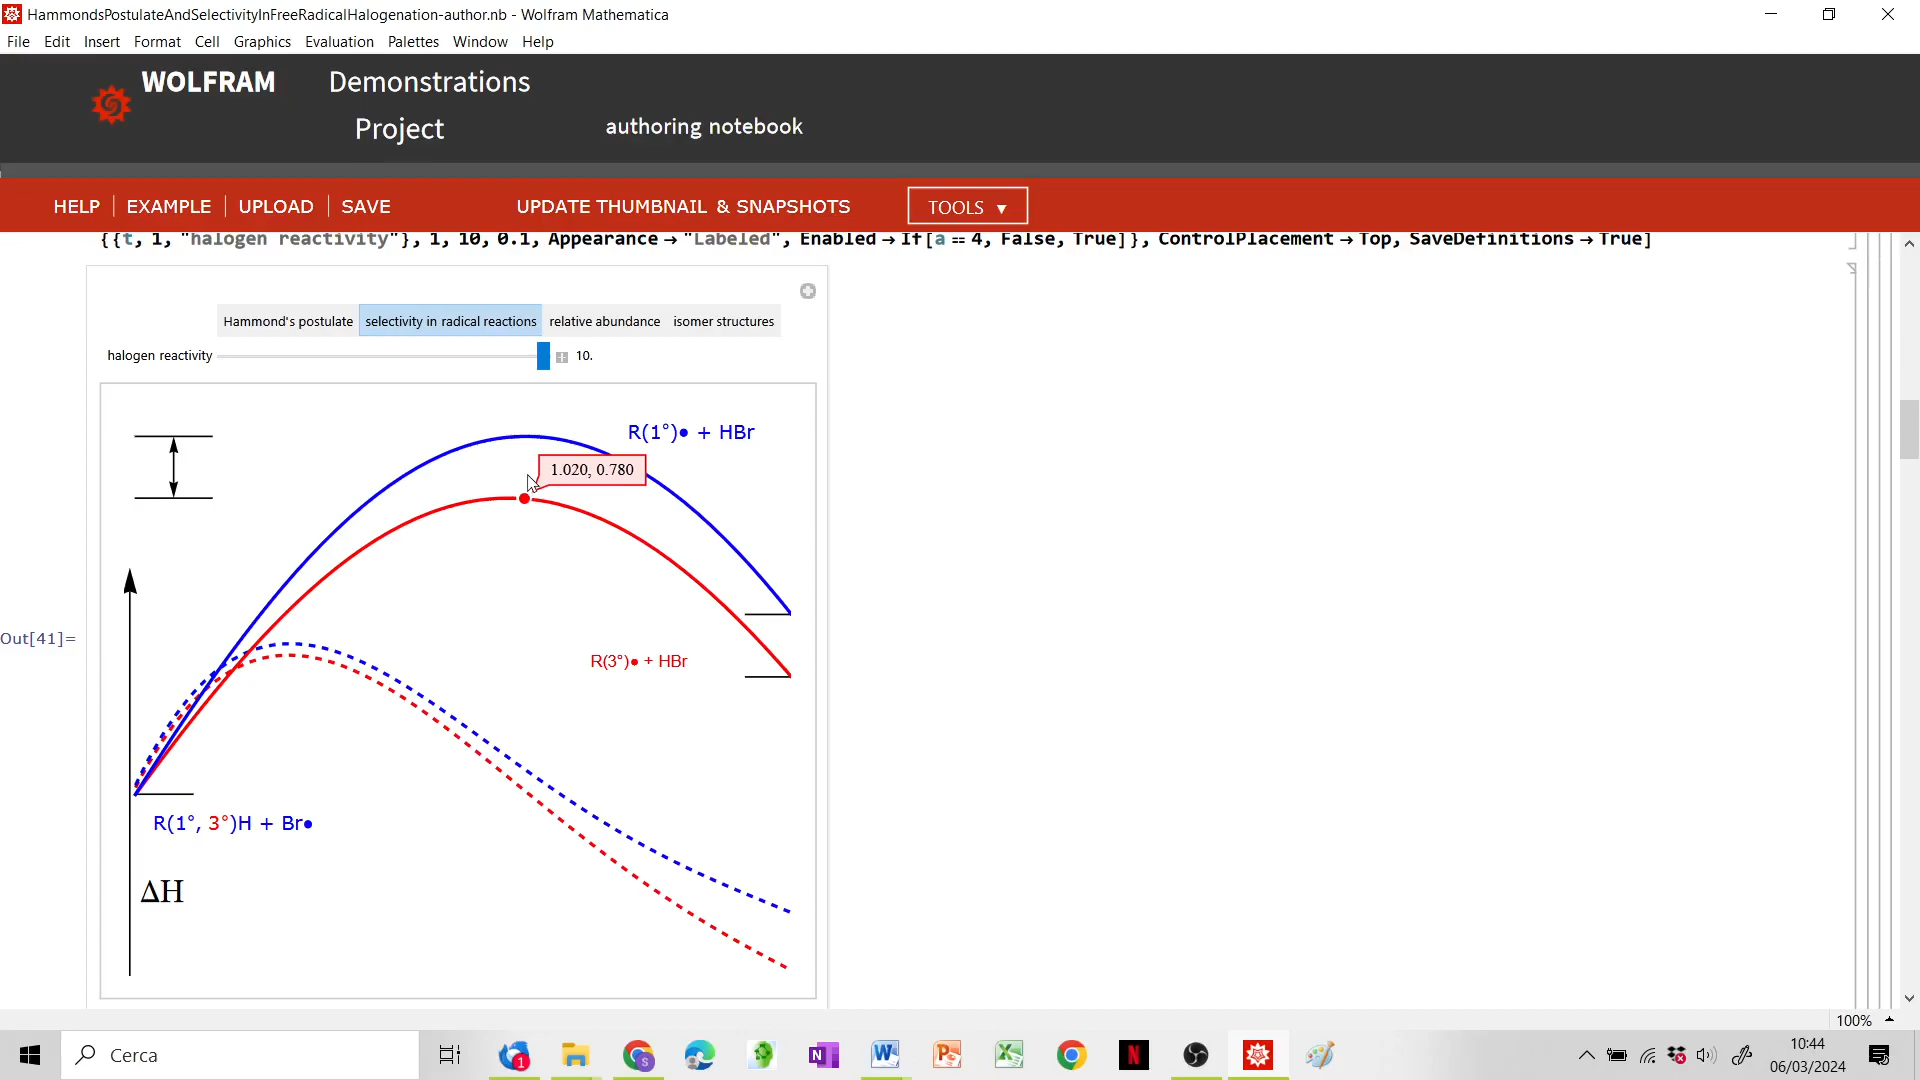 HammondsPostulateAndSelectivityInFreeRadicalHalogenation-author.nb - Wolfram Mathematica
File Edit Insert Format Cell Graphics Evaluation Palettes Window Help
WOLFRAM Demonstrations
Project authoring notebook
HELP EXAMPLE UPLOAD SAVE UPDATE THUMBNAIL & SNAPSHOTS TOOLS ▼
{{t, 1, "halogen reactivity"}, 1, 10, 0.1, Appearance → "Labeled", Enabled → If[a == 4, False, True]}, ControlPlacement → Top, SaveDefinitions → True]
Hammond's postulate selectivity in radical reactions relative abundance isomer structures
halogen reactivity 10.
R(1°)• + HBr
1.020, 0.780
Out[41]=
R(3°)• + HBr
R(1°, 3°)H + Br•
ΔH
100%
Cerca
1
S
N
W
P
X
N
10:44
06/03/2024